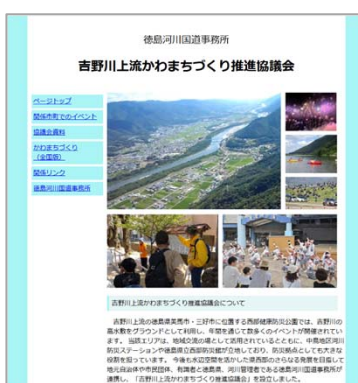 徳島河川国道事務所
吉野川上流かわまちづくり推進協議会
ページトップ
関係市町でのイベント
協議会資料
かわまちづくり
（全国版）
関係リンク
徳島河川国道事務所
吉野川上流かわまちづくり推進協議会について
吉野川上流の徳島県美馬市・三好市に位置する西部健康防災公園では、吉野川の
高水敷をグラウンドとして利用し、年間を通じて数多くのイベントが開催されてい
ます。 当該エリアは、地域交流の場として活用されているとともに、中鳥地区河川
防災ステーションや徳島県立西部防災館が立地しており、防災拠点としても大きな
役割を担っています。 今後も水辺空間を活かした県西部のさらなる発展を目指して
地元自治体や市民団体、有識者と徳島県、河川管理者である徳島河川国道事務所が
連携し、「吉野川上流かわまちづくり推進協議会」を設立しました。